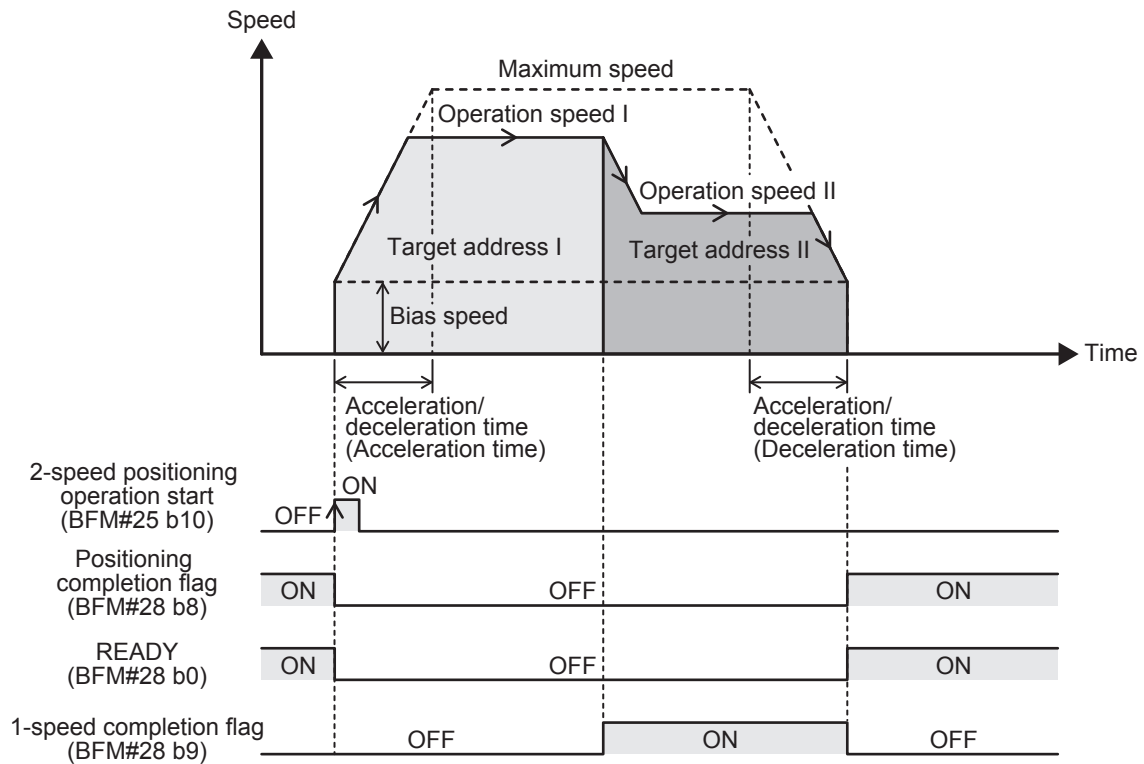 Speed
Maximum speed
Operation speed I
Operation speed II
Target address I
Target address II
Bias speed
Time
Acceleration/
deceleration time
(Acceleration time)
Acceleration/
deceleration time
(Deceleration time)
2-speed positioning
operation start
(BFM#25 b10)
OFF
ON
Positioning
completion flag
(BFM#28 b8)
ON
OFF
ON
READY
(BFM#28 b0)
ON
OFF
ON
1-speed completion flag
(BFM#28 b9)
OFF
ON
OFF